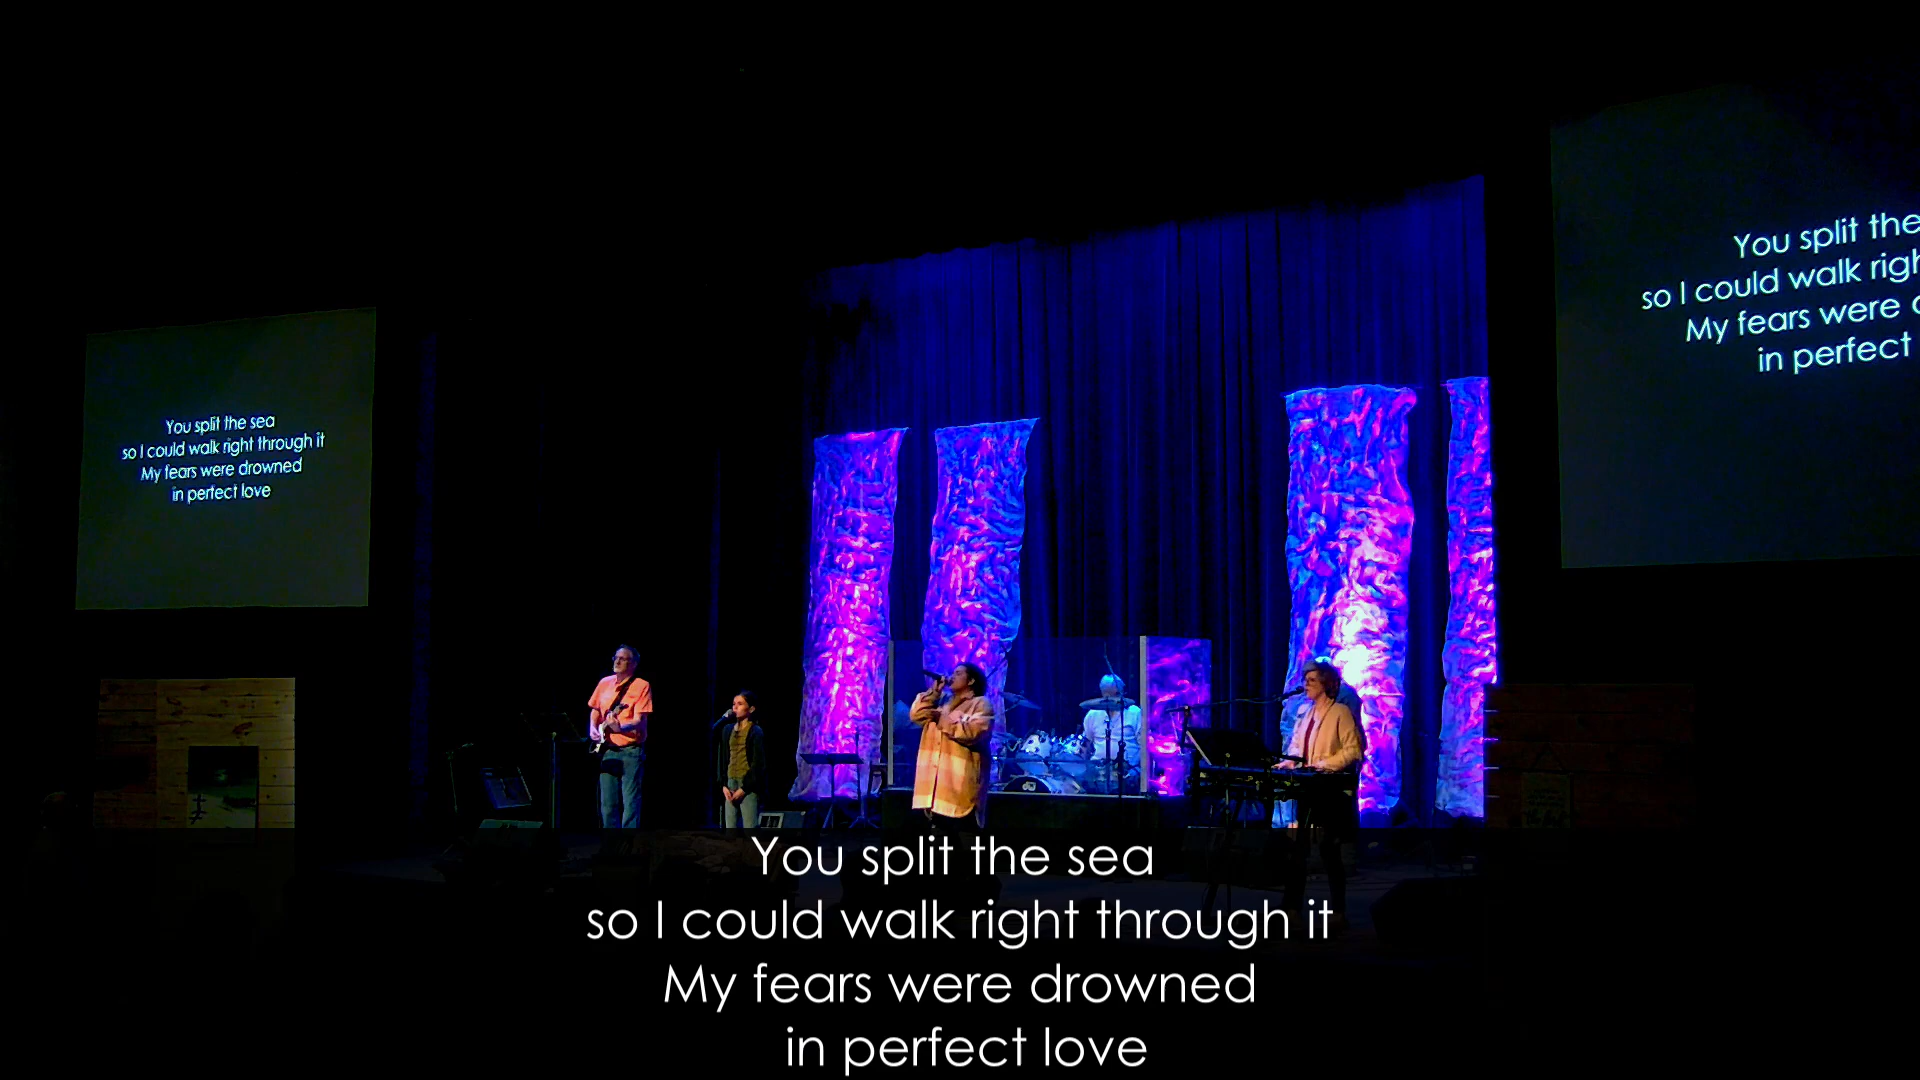 You split the sea
so I could walk right through it
My fears were drowned
in perfect love
You split the
so I could walk
My fears were
in perfect
You split the sea
so I could walk right through it
My fears were drowned
in perfect love